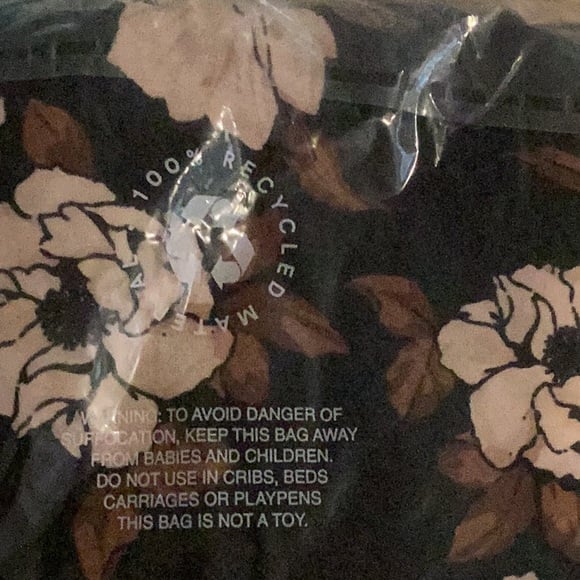 100% RECYCLED MATERIAL
WARNING: TO AVOID DANGER OF
SUFFOCATION, KEEP THIS BAG AWAY
FROM BABIES AND CHILDREN.
DO NOT USE IN CRIBS, BEDS
CARRIAGES OR PLAYPENS
THIS BAG IS NOT A TOY.